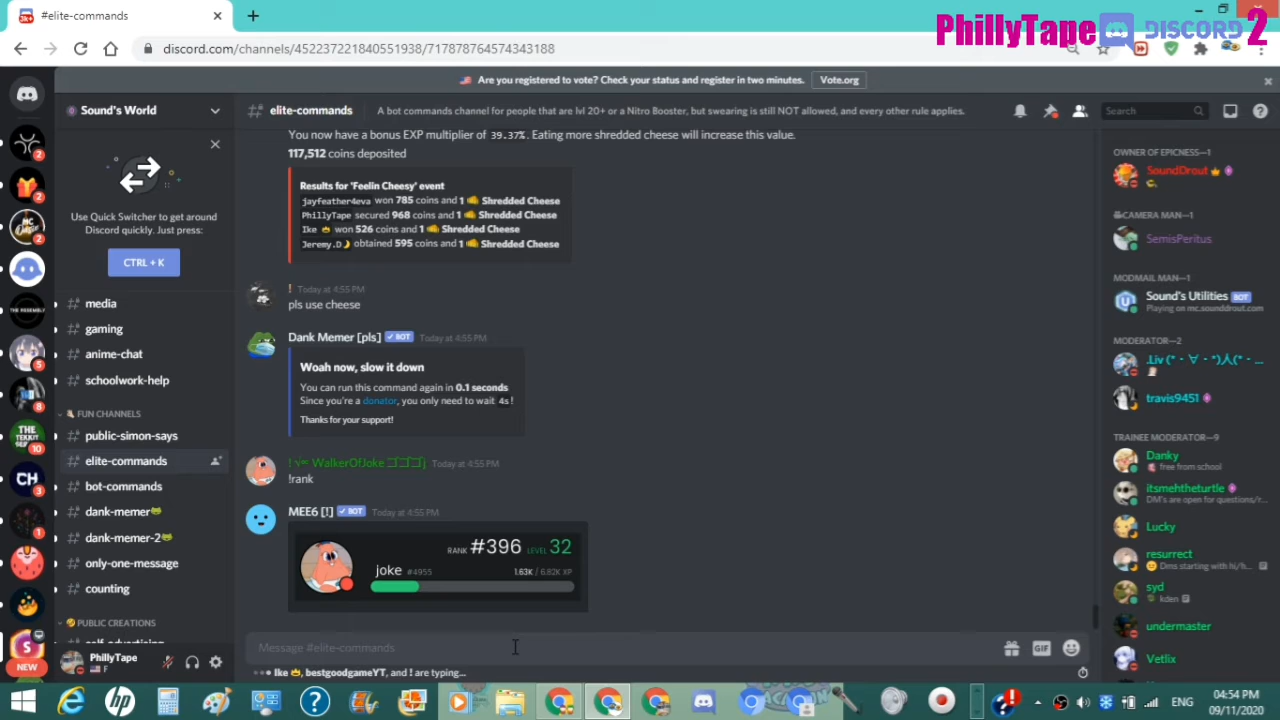 #elite-commands
PhillyTape DISCORD 2
discord.com/channels/452237221840551938/717878764574343188
Are you registered to vote? Check your status and register in two minutes. Vote.org
Sound's World
# elite-commands A bot commands channel for people that are lvl 20+ or a Nitro Booster, but swearing is still NOT allowed, and every other rule applies.
Search
Use Quick Switcher to get around
Discord quickly. Just press:
CTRL + K
media
gaming
anime-chat
schoolwork-help
FUN CHANNELS
public-simon-says
elite-commands
bot-commands
dank-memer
dank-memer-2
only-one-message
counting
PUBLIC CREATIONS
self-advertising
PhillyTape
F
NEW
You now have a bonus EXP multiplier of 39.37%. Eating more shredded cheese will increase this value.
117,512 coins deposited
Results for 'Feelin Cheesy' event
jayfeather4eva won 785 coins and 1 Shredded Cheese
PhillyTape secured 968 coins and 1 Shredded Cheese
Ike won 526 coins and 1 Shredded Cheese
Jeremy.D obtained 595 coins and 1 Shredded Cheese
! Today at 4:55 PM
pls use cheese
Dank Memer [pls] BOT Today at 4:55 PM
Woah now, slow it down
You can run this command again in 0.1 seconds
Since you're a donator, you only need to wait 4s!
Thanks for your support!
WalkerOfJoke Today at 4:55 PM
!rank
MEE6 [!] BOT Today at 4:55 PM
RANK #396 LEVEL 32
joke #4955 1.63K / 6.82K XP
Message #elite-commands
GIF
Ike, bestgoodgameYT, and ! are typing...
OWNER OF EPICNESS—1
SoundDrout
CAMERA MAN—1
SemisPeritus
MODMAIL MAN—1
Sound's Utilities BOT
Playing on mc.sounddrout.com
MODERATOR—2
travis9451
TRAINEE MODERATOR—9
Danky
free from school
itsmehtheturtle
DM's are open for questions/r...
Lucky
resurrect
Dms starting with hi/h...
syd
kden
undermaster
Vetlix
ENG
04:54 PM
09/11/2020